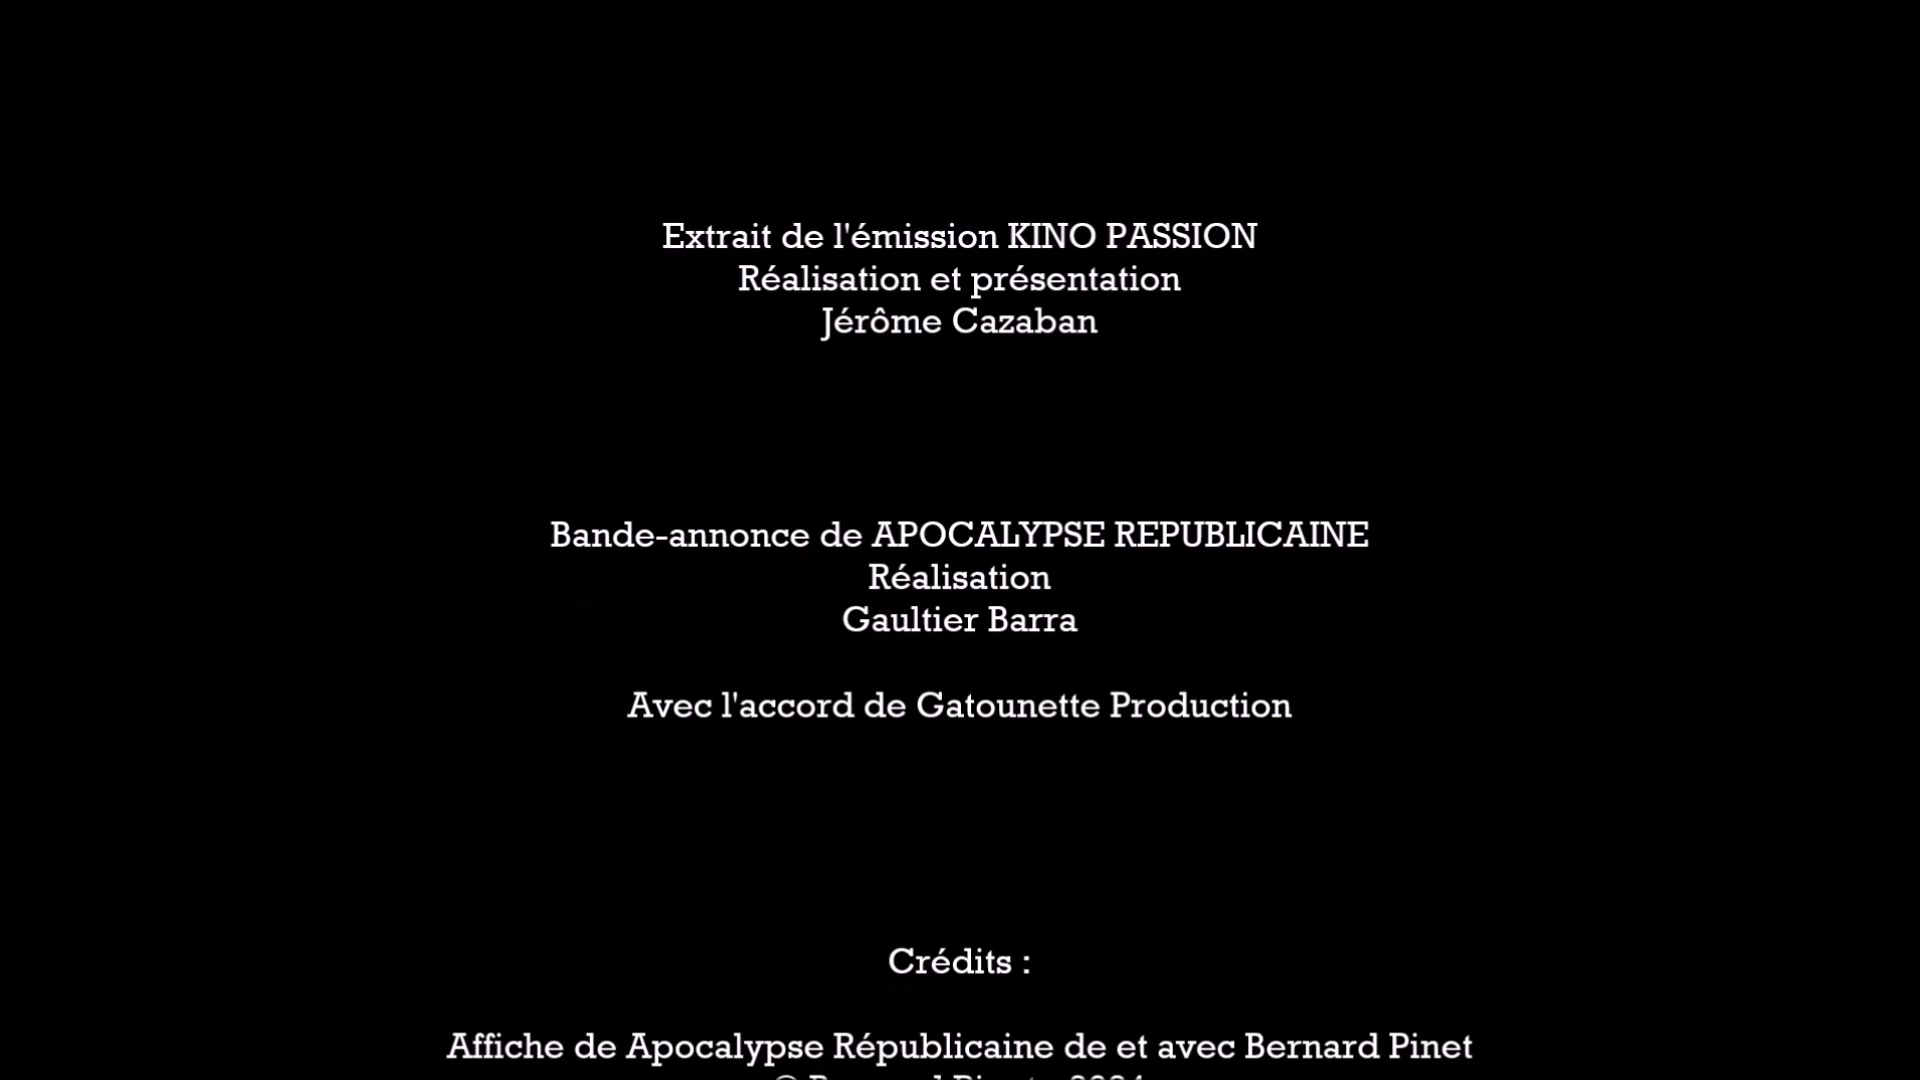 Extrait de l'émission KINO PASSION
Réalisation et présentation
Jérôme Cazaban
Bande-annonce de APOCALYPSE REPUBLICAINE
Réalisation
Gaultier Barra
Avec l'accord de Gatounette Production
Crédits :
Affiche de Apocalypse Républicaine de et avec Bernard Pinet